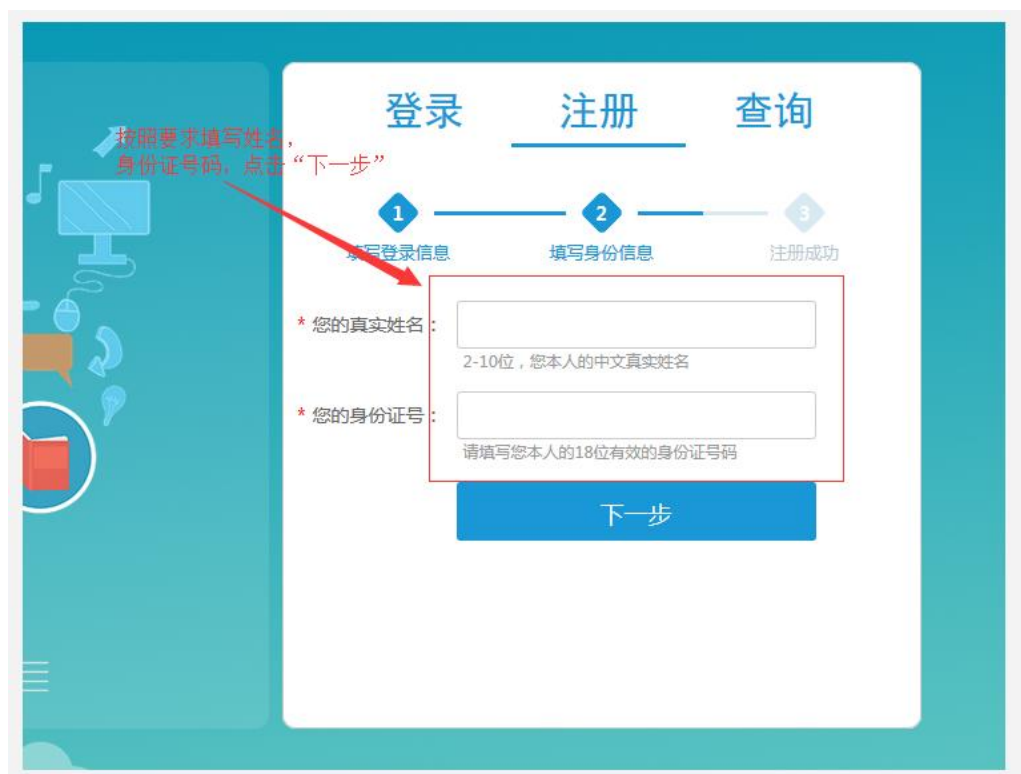 登录 注册 查询
按照要求填写姓名，
身份证号码，点击“下一步”
1 2 3
填写登录信息 填写身份信息 注册成功
* 您的真实姓名：
2-10位，您本人的中文真实姓名
* 您的身份证号：
请填写您本人的18位有效的身份证号码
下一步